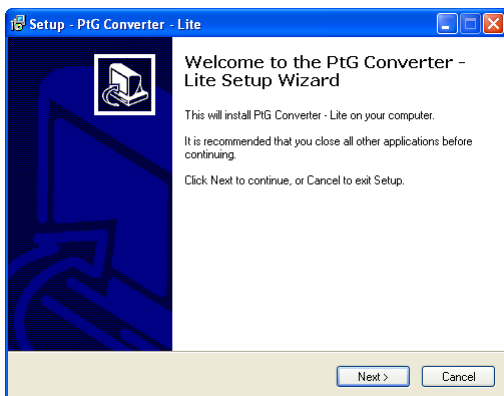 Setup - PtG Converter - Lite
Welcome to the PtG Converter -
Lite Setup Wizard
This will install PtG Converter - Lite on your computer.
It is recommended that you close all other applications before
continuing.
Click Next to continue, or Cancel to exit Setup.
Next >
Cancel